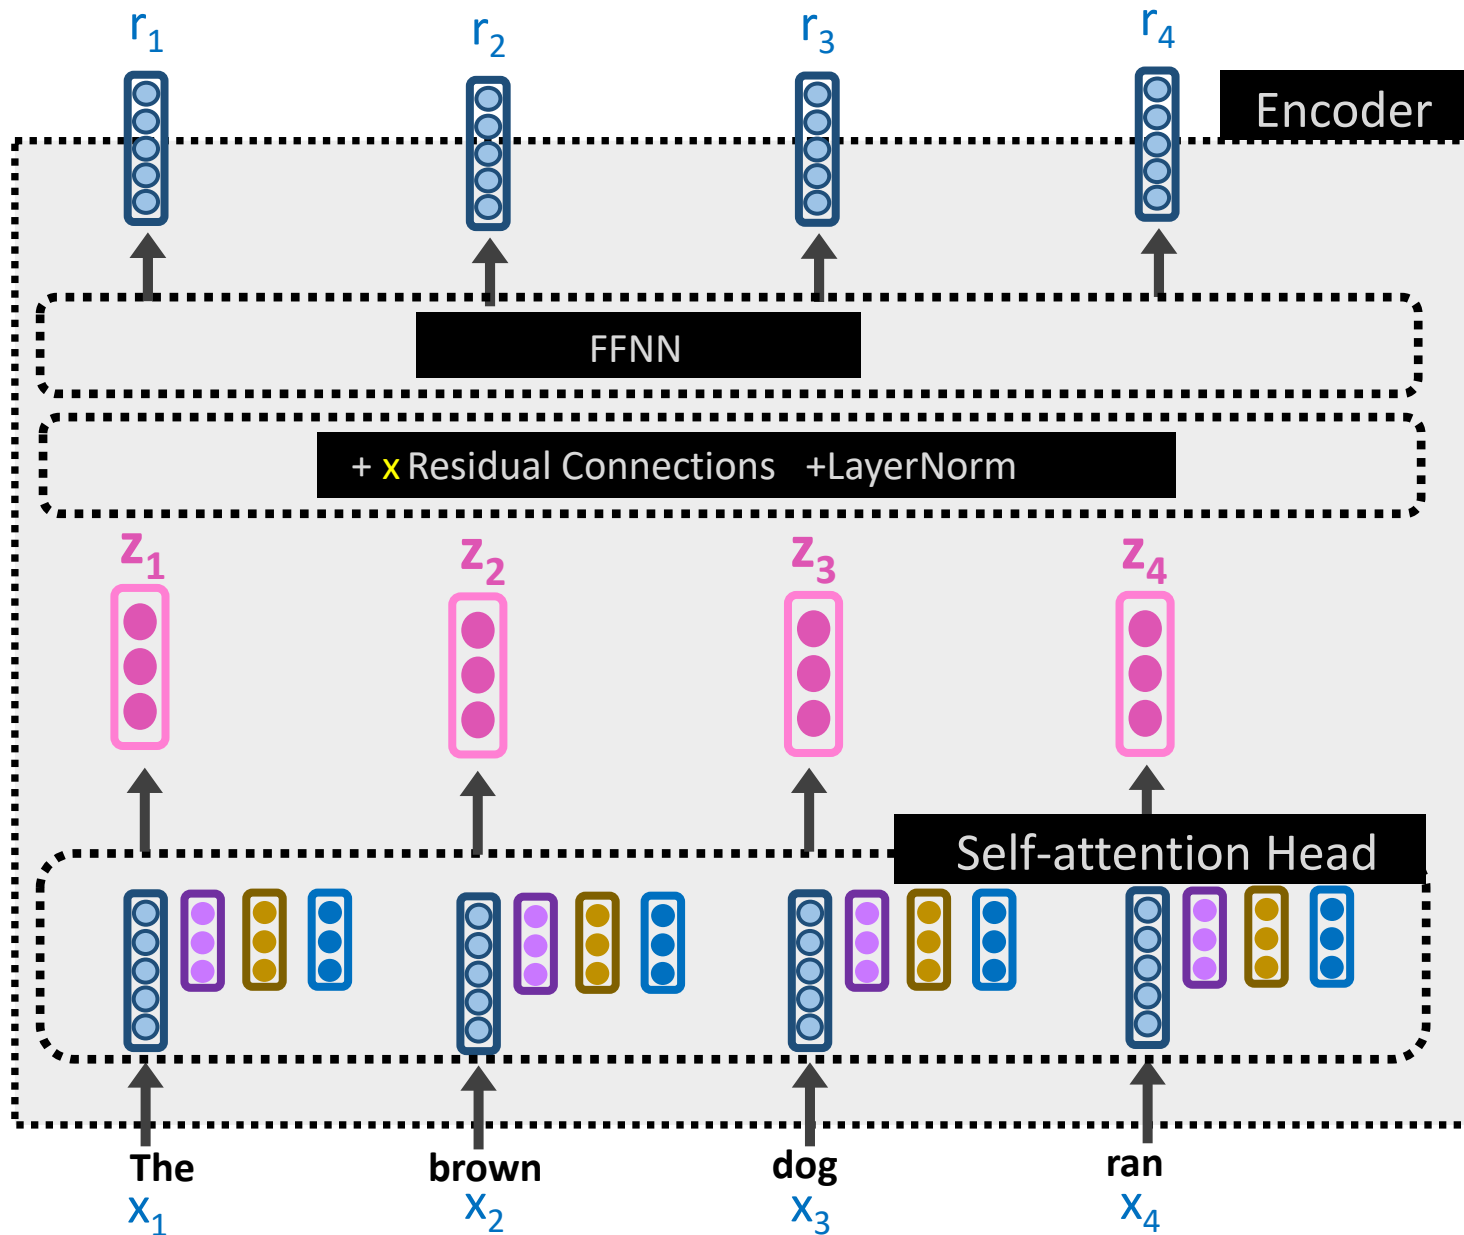 r1 r2 r3 r4
Encoder
FFNN
+ x Residual Connections +LayerNorm
z1 z2 z3 z4
Self-attention Head
The brown dog ran
x1 x2 x3 x4